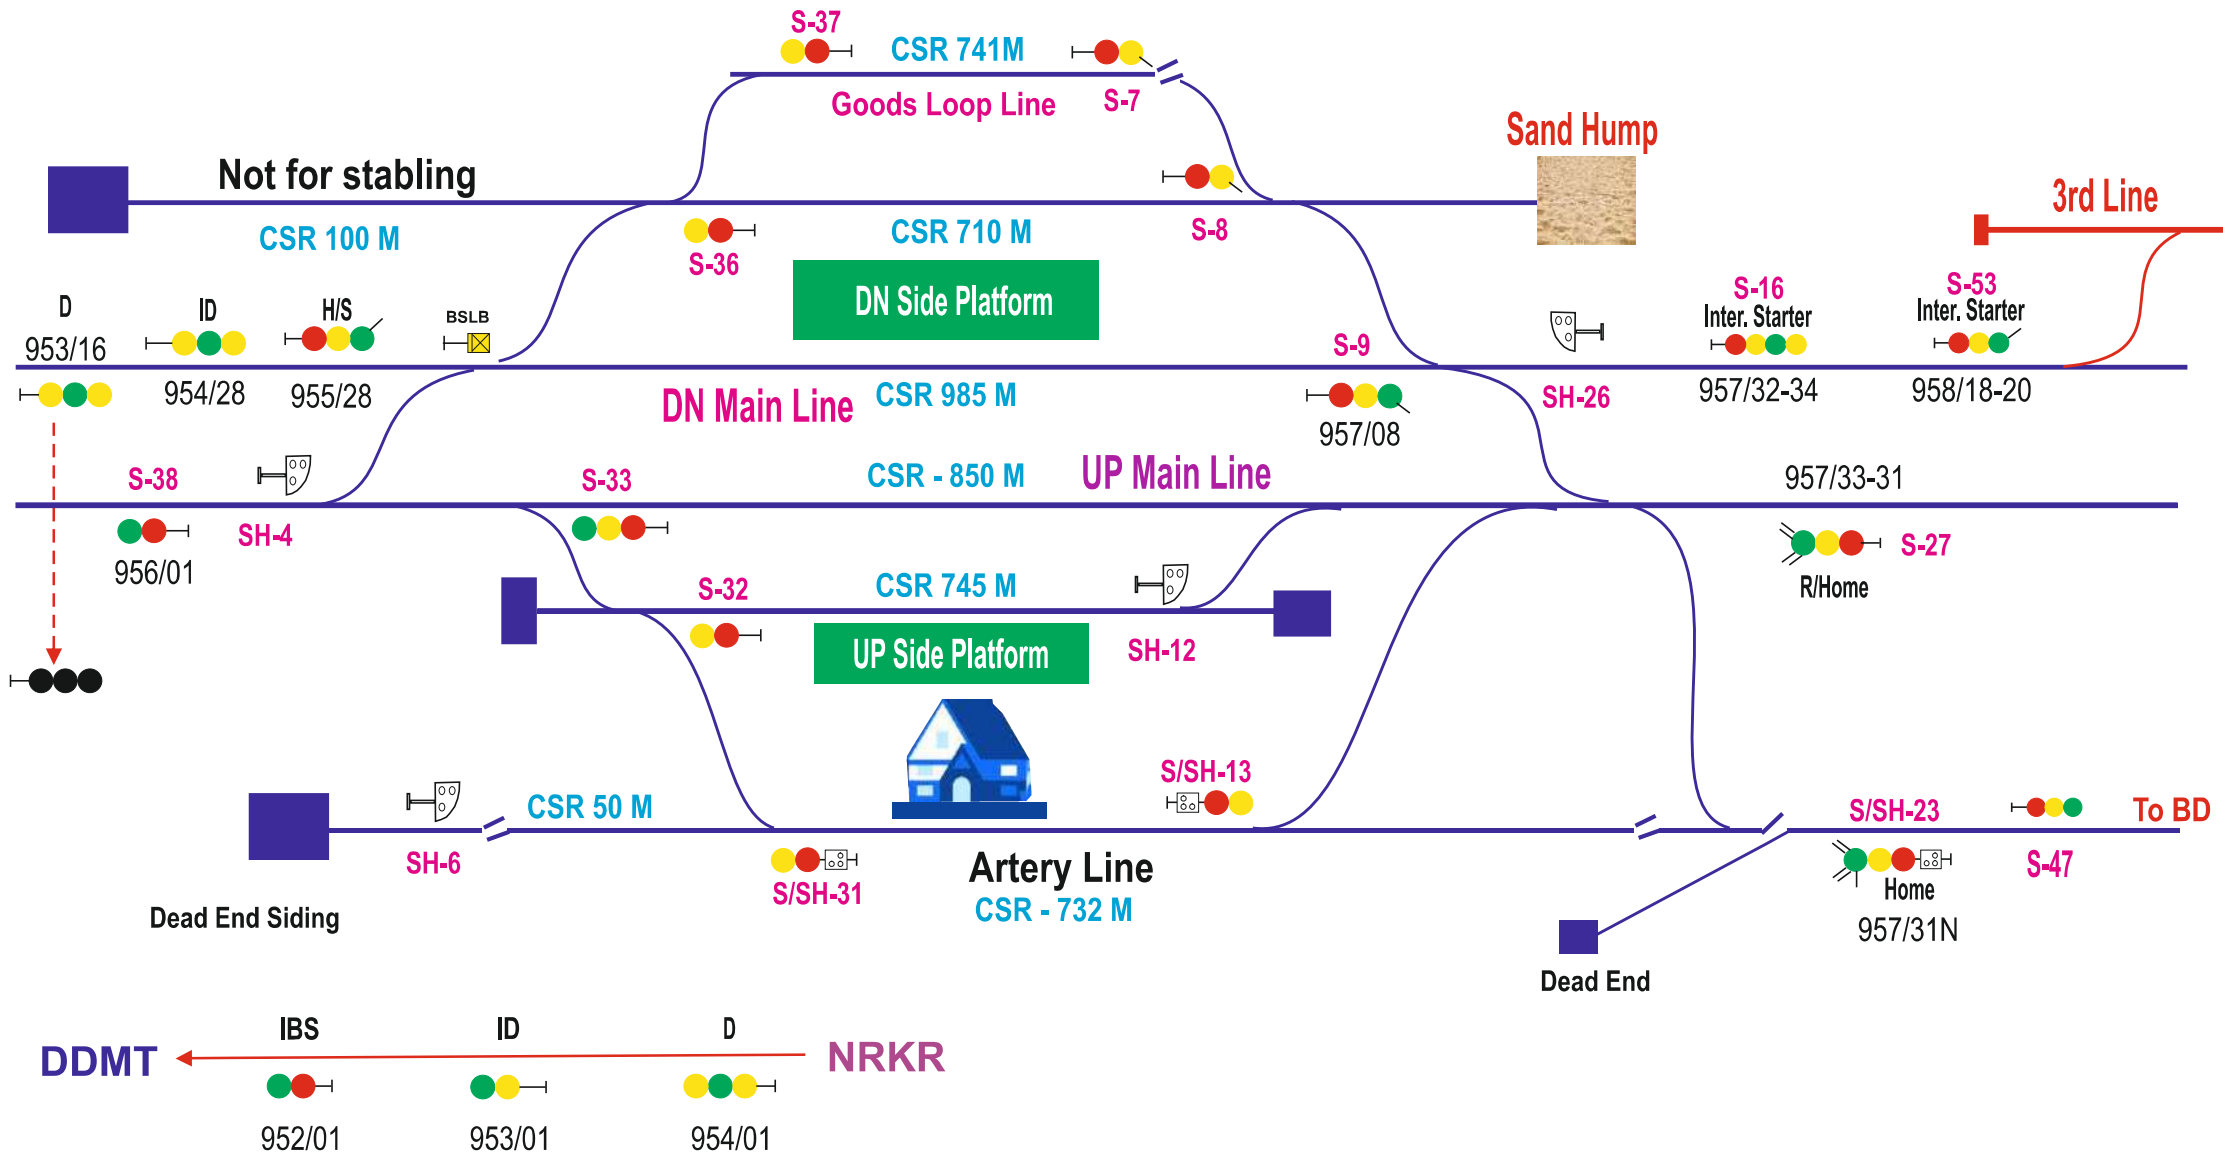 S-37
CSR 741M
Goods Loop Line
S-7
Sand Hump
Not for stabling
3rd Line
CSR 100 M
S-36
CSR 710 M
S-8
DN Side Platform
D
953/16
ID
954/28
H/S
955/28
BSLB
S-9
957/08
S-16
Inter. Starter
957/32-34
S-53
Inter. Starter
958/18-20
DN Main Line
CSR 985 M
SH-26
S-38
956/01
SH-4
S-33
CSR - 850 M
UP Main Line
957/33-31
S-27
R/Home
S-32
CSR 745 M
SH-12
UP Side Platform
SH-6
CSR 50 M
S/SH-13
S/SH-31
Artery Line
CSR - 732 M
S/SH-23
Home
957/31N
S-47
To BD
Dead End Siding
Dead End
DDMT
IBS
952/01
ID
953/01
D
954/01
NRKR